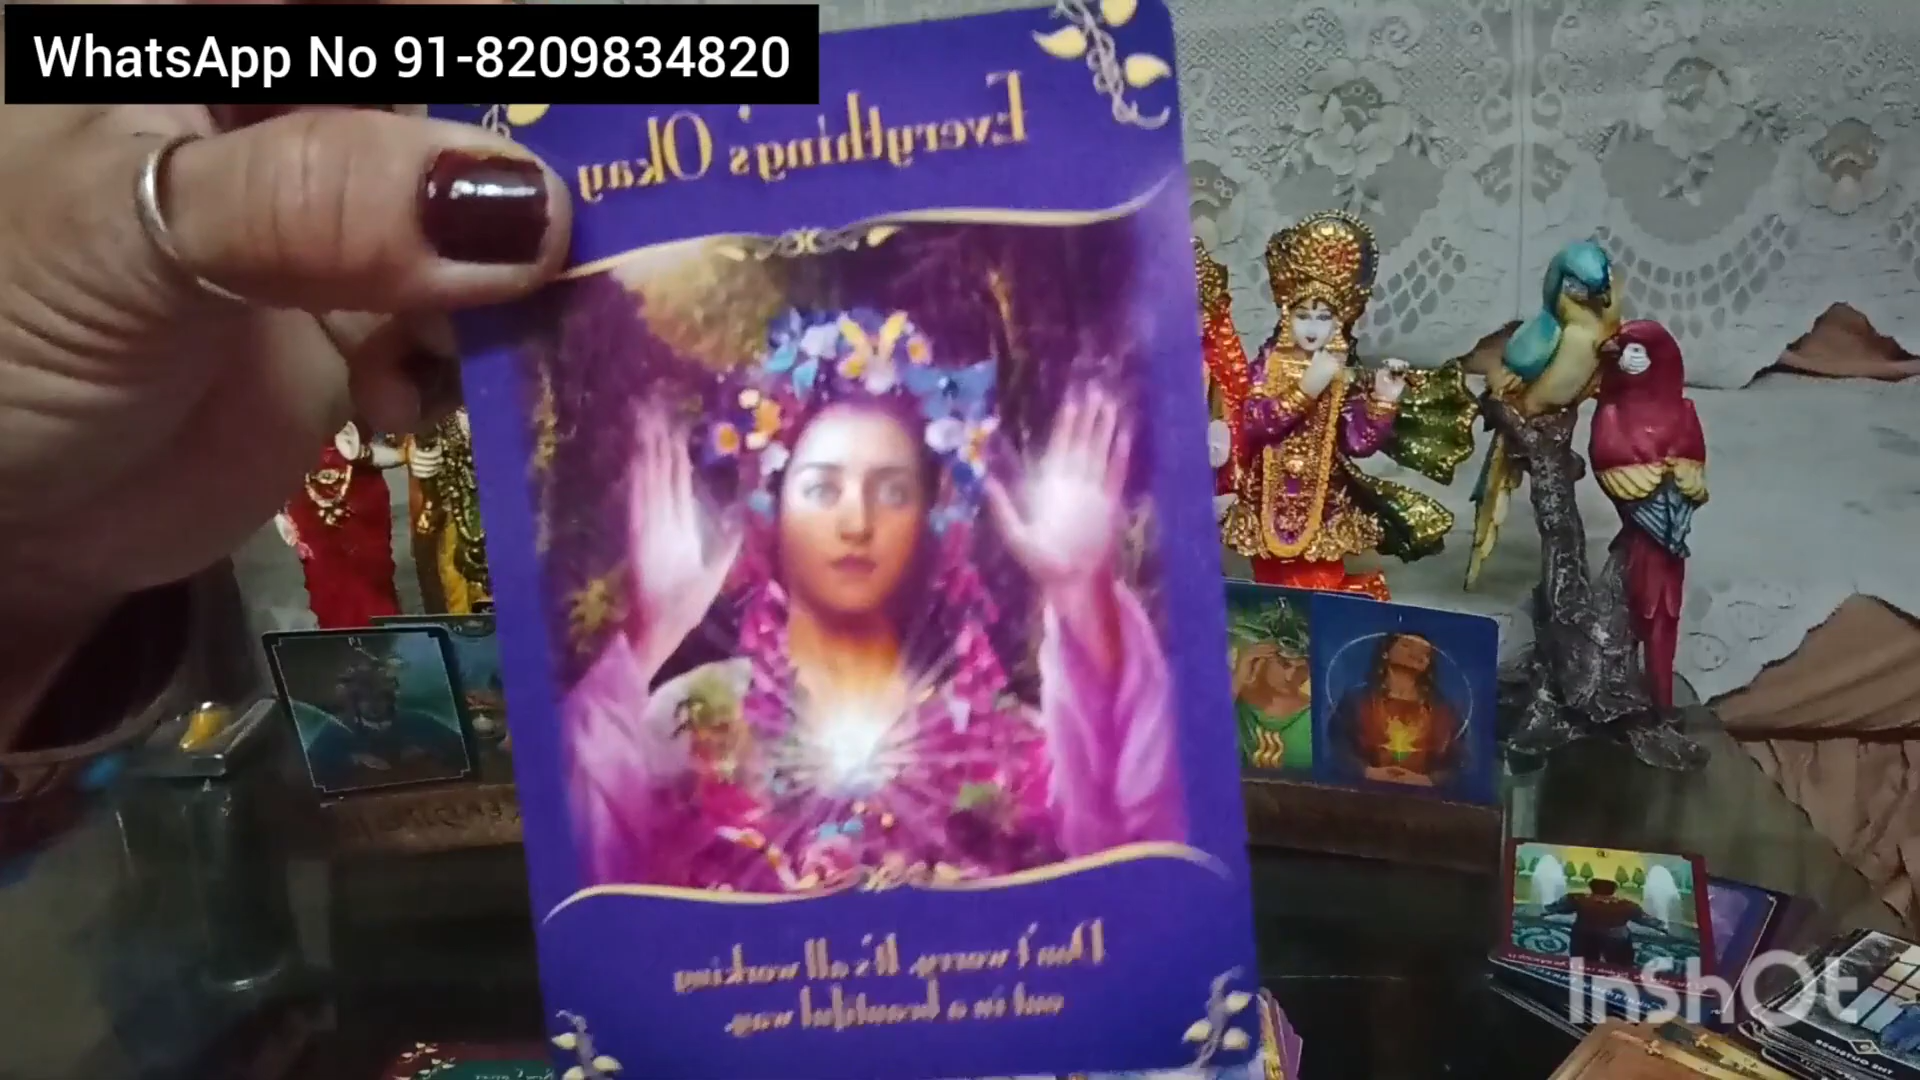 WhatsApp No 91-8209834820
Everything's Okay
Don't worry. It's all working
out in a beautiful way.
InShOt